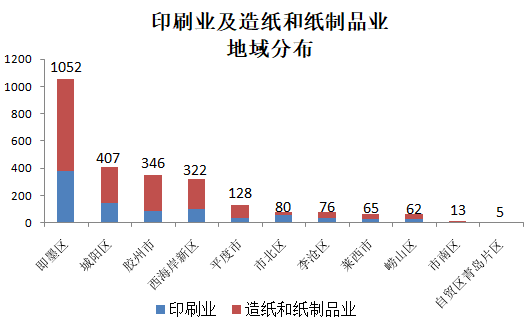 印刷业及造纸和纸制品业
地域分布
1200
1000
800
600
400
200
0
1052
407
346
322
128
80
76
65
62
13
5
即墨区
城阳区
胶州市
西海岸新区
平度市
市北区
李沧区
莱西市
崂山区
市南区
自贸区青岛片区
印刷业
造纸和纸制品业